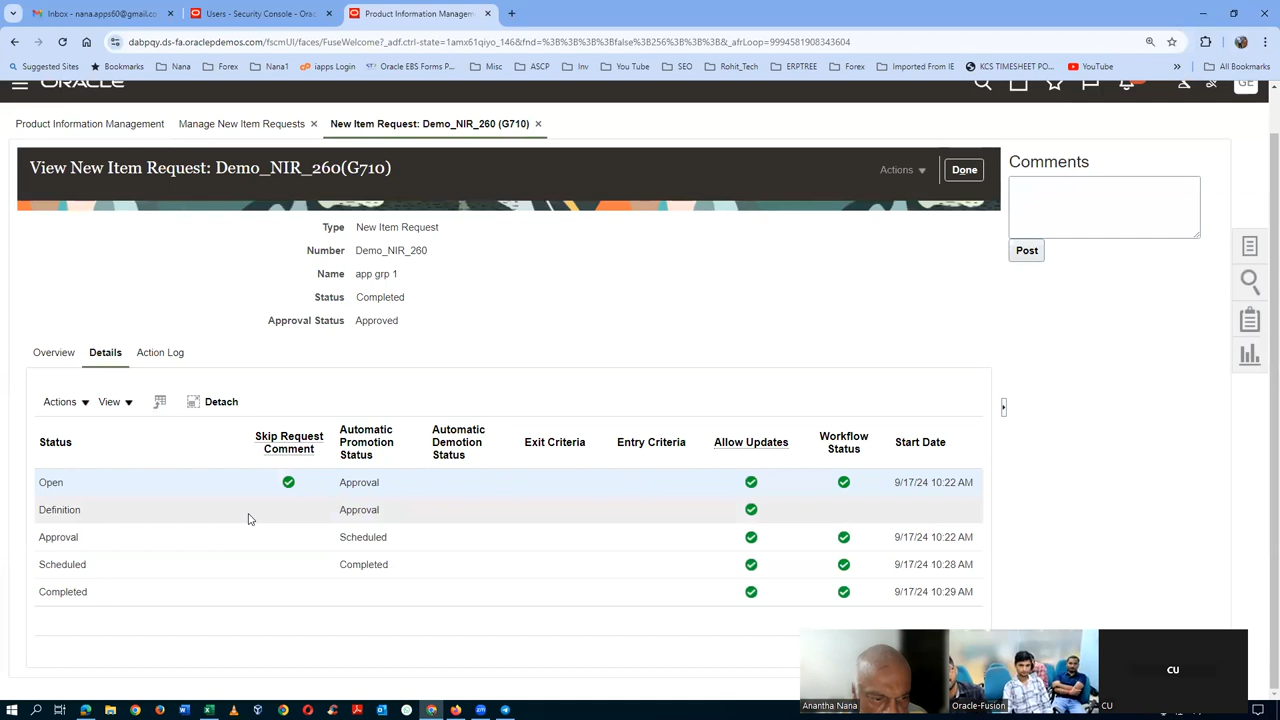 Inbox - nana.apps60@gmail.co
Users - Security Console - Orac
Product Information Managemen
dabpqy.ds-fa.oraclepdemos.com/fscmUI/faces/FuseWelcome?_adf.ctrl-state=1amx61qiyo_146&fnd=%3B%3B%3B%3Bfalse%3B256%3B%3B%3B&_afrLoop=9994581908343604
Suggested Sites
Bookmarks
Nana
Forex
Nana1
iapps Login
Oracle EBS Forms P...
Misc
ASCP
Inv
You Tube
SEO
Rohit_Tech
ERPTREE
Forex
Imported From IE
KCS TIMESHEET PO...
YouTube
»
All Bookmarks
ORACLE
GE
Product Information Management
Manage New Item Requests
New Item Request: Demo_NIR_260 (G710)
View New Item Request: Demo_NIR_260(G710)
Actions
Done
Comments
Post
Type New Item Request
Number Demo_NIR_260
Name app grp 1
Status Completed
Approval Status Approved
Overview Details Action Log
Actions View Detach
Status
Skip Request Comment
Automatic Promotion Status
Automatic Demotion Status
Exit Criteria
Entry Criteria
Allow Updates
Workflow Status
Start Date
Open Approval 9/17/24 10:22 AM
Definition Approval
Approval Scheduled 9/17/24 10:22 AM
Scheduled Completed 9/17/24 10:28 AM
Completed 9/17/24 10:29 AM
Anantha Nana
Oracle-Fusion
CU
CU